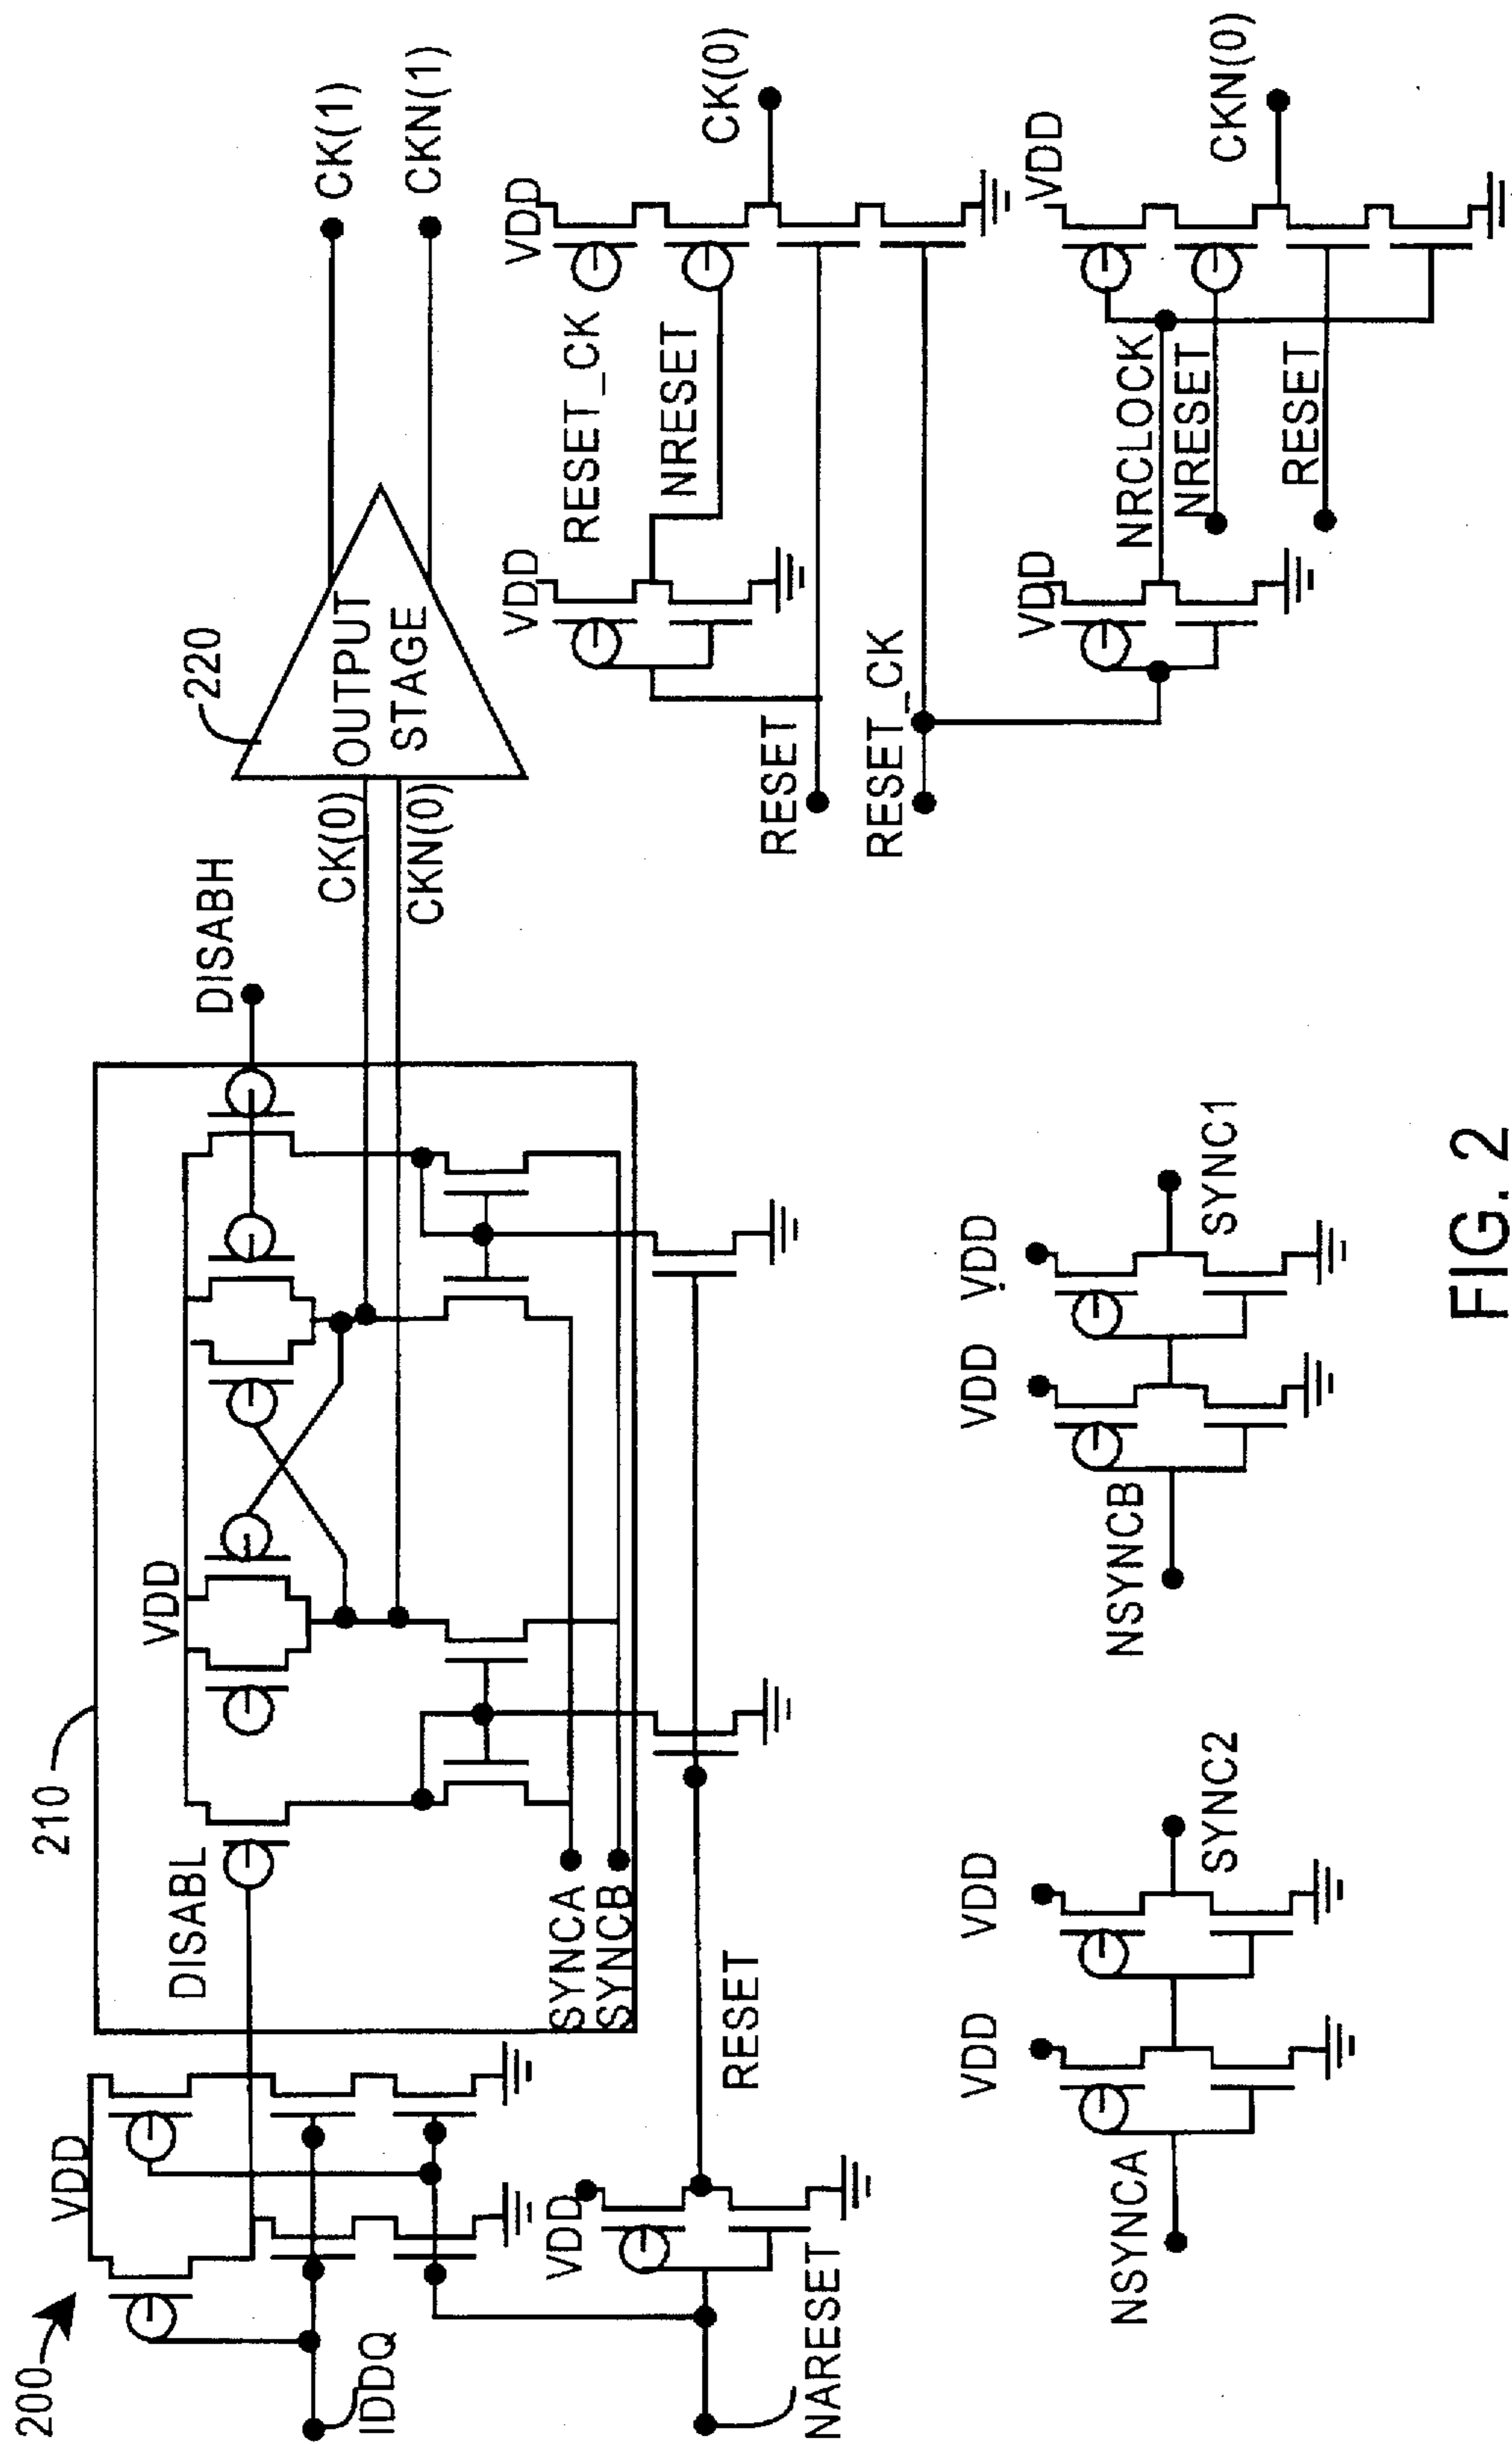 200
IDDQ
VDD
NARESET
VDD
RESET
210
DISABL
VDD
SYNCA
SYNCB
DISABH
CK(0)
CKN(0)
220
OUTPUT
STAGE
CK(1)
CKN(1)
RESET
RESET_CK
VDD
RESET_CK
NRESET
VDD
CK(0)
VDD
NRCLOCK
NRESET
RESET
VDD
CKN(0)
NSYNCA
VDD
VDD
SYNC2
NSYNCB
VDD
VDD
SYNC1
FIG. 2